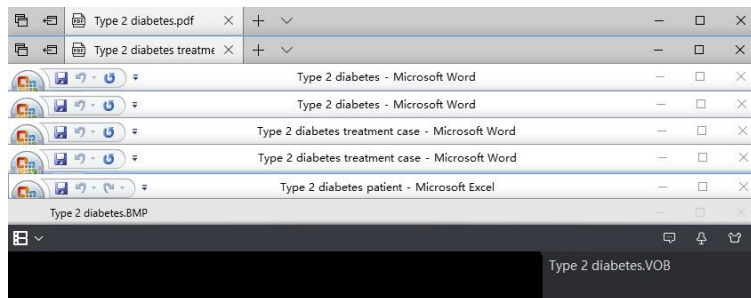 Type 2 diabetes.pdf
Type 2 diabetes treatme
Type 2 diabetes - Microsoft Word
Type 2 diabetes - Microsoft Word
Type 2 diabetes treatment case - Microsoft Word
Type 2 diabetes treatment case - Microsoft Word
Type 2 diabetes patient - Microsoft Excel
Type 2 diabetes.BMP
Type 2 diabetes.VOB